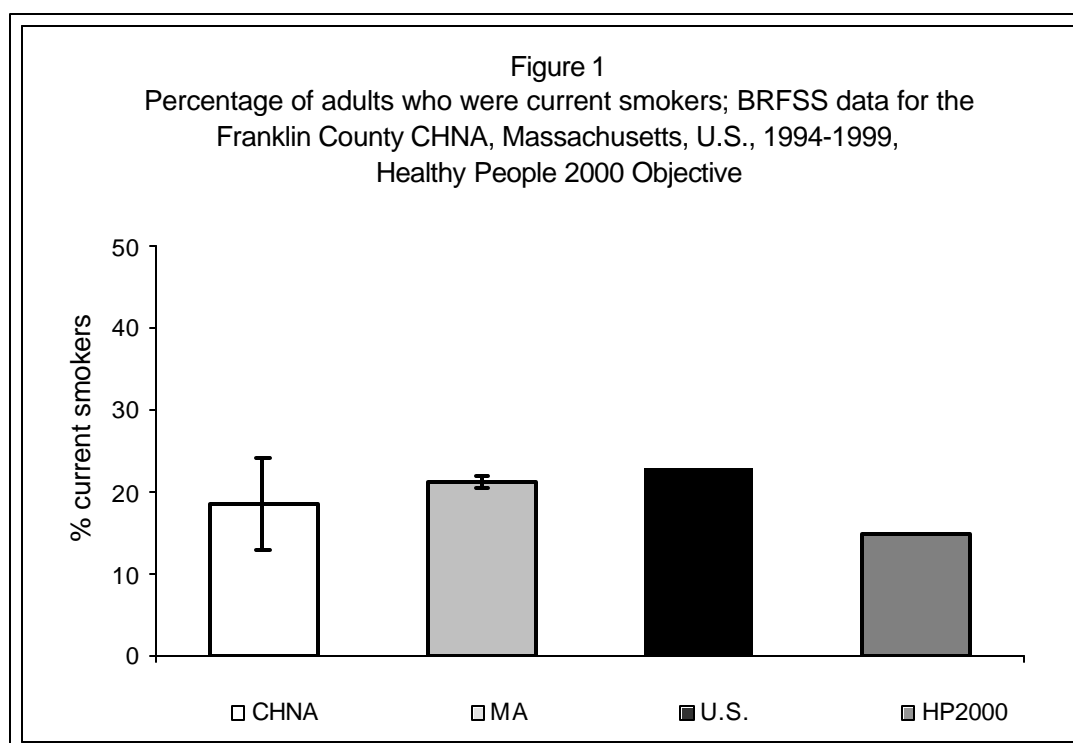 Figure 1
Percentage of adults who were current smokers; BRFSS data for the
Franklin County CHNA, Massachusetts, U.S., 1994-1999,
Healthy People 2000 Objective
% current smokers
50
40
30
20
10
0
CHNA
MA
U.S.
HP2000